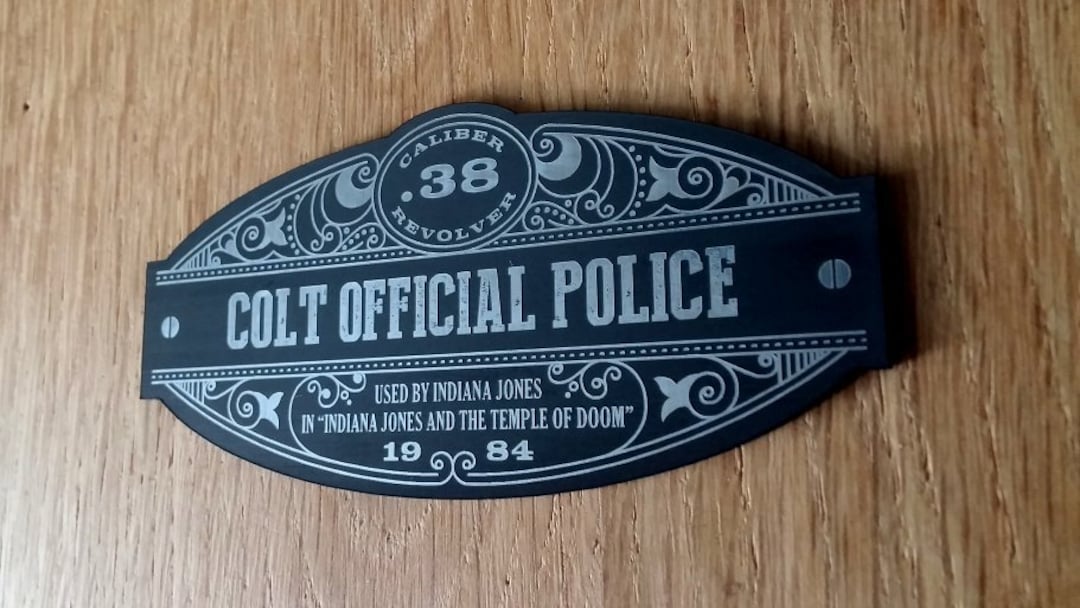 CALIBER
.38
REVOLVER
COLT OFFICIAL POLICE
USED BY INDIANA JONES
IN “INDIANA JONES AND THE TEMPLE OF DOOM”
19 84